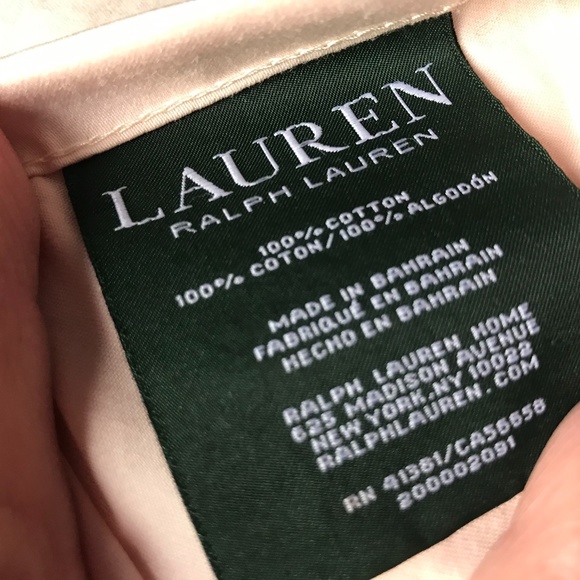 LAUREN
RALPH LAUREN
100% COTTON
100% COTON/100% ALGODÓN
MADE IN BAHRAIN
FABRIQUÉ EN BAHRAIN
HECHO EN BAHRAIN
RALPH LAUREN HOME
625 MADISON AVENUE
NEW YORK, NY 10022
RALPHLAUREN.COM
RN 41381/CA56658
200002091